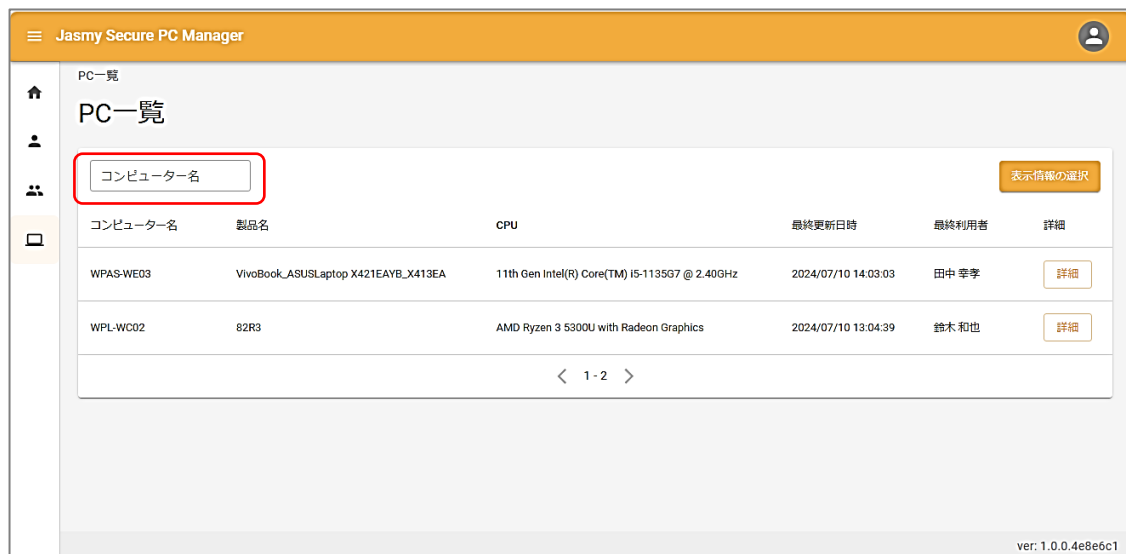 Jasmy Secure PC Manager
PC一覧
PC一覧
コンピューター名
表示情報の選択
コンピューター名 製品名 CPU 最終更新日時 最終利用者 詳細
WPAS-WE03 VivoBook_ASUSLaptop X421EAYB_X413EA 11th Gen Intel(R) Core(TM) i5-1135G7 @ 2.40GHz 2024/07/10 14:03:03 田中 幸孝 詳細
WPL-WC02 82R3 AMD Ryzen 3 5300U with Radeon Graphics 2024/07/10 13:04:39 鈴木 和也 詳細
1 - 2
ver: 1.0.0.4e8e6c1